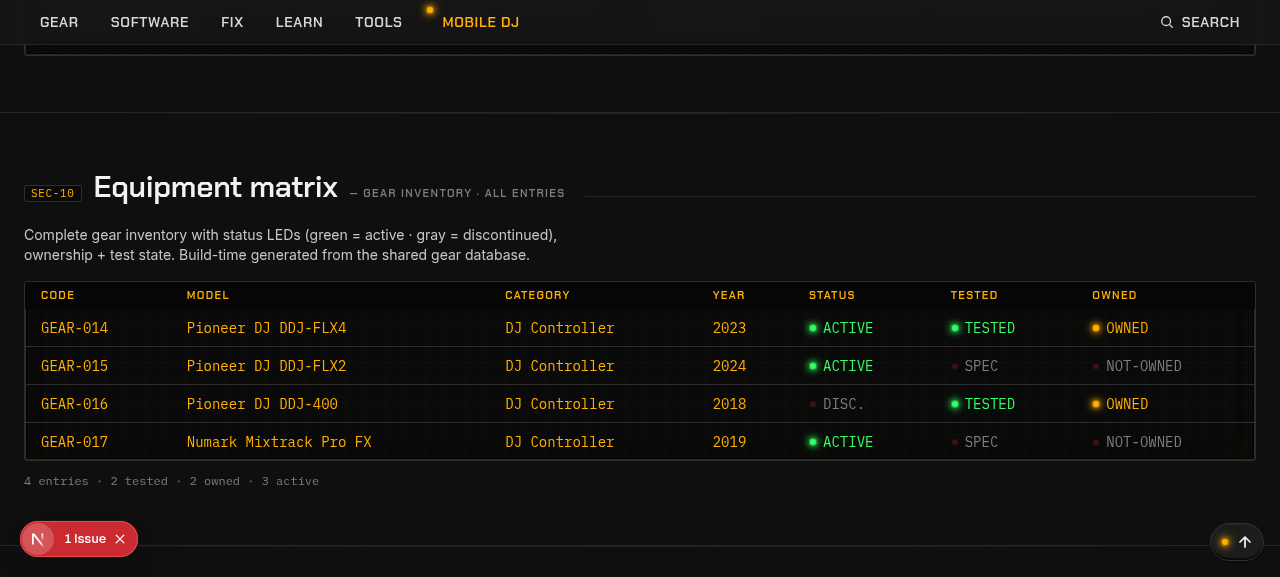 GEAR SOFTWARE FIX LEARN TOOLS MOBILE DJ SEARCH
SEC-10 Equipment matrix — GEAR INVENTORY · ALL ENTRIES
Complete gear inventory with status LEDs (green = active · gray = discontinued),
ownership + test state. Build-time generated from the shared gear database.
CODE MODEL CATEGORY YEAR STATUS TESTED OWNED
GEAR-014 Pioneer DJ DDJ-FLX4 DJ Controller 2023 ACTIVE TESTED OWNED
GEAR-015 Pioneer DJ DDJ-FLX2 DJ Controller 2024 ACTIVE SPEC NOT-OWNED
GEAR-016 Pioneer DJ DDJ-400 DJ Controller 2018 DISC. TESTED OWNED
GEAR-017 Numark Mixtrack Pro FX DJ Controller 2019 ACTIVE SPEC NOT-OWNED
4 entries · 2 tested · 2 owned · 3 active
N 1 Issue